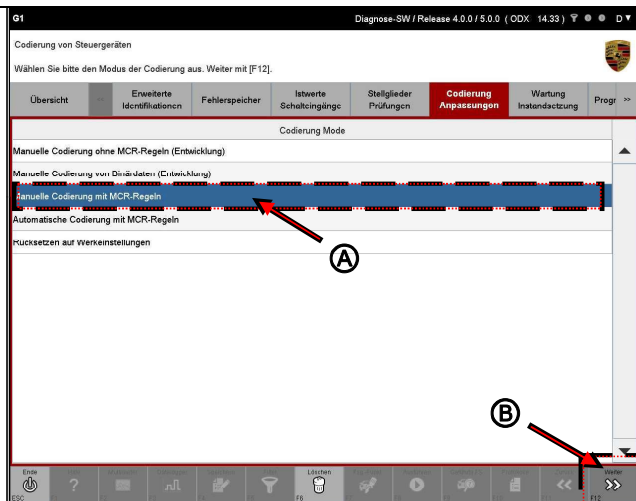 G1 Diagnose-SW / Release 4.0.0 / 5.0.0 ( ODX 14.33 ) D
Codierung von Steuergeräten
Wählen Sie bitte den Modus der Codierung aus. Weiter mit [F12].
Übersicht
Erweiterte Identifikationen
Fehlerspeicher
Istwerte Schalteingänge
Stellglieder Prüfungen
Codierung Anpassungen
Wartung Instandsetzung
Progr >>
Codierung Mode
Manuelle Codierung ohne MCR-Regeln (Entwicklung)
Manuelle Codierung von Binärdaten (Entwicklung)
Manuelle Codierung mit MCR-Regeln
Automatische Codierung mit MCR-Regeln
Rücksetzen auf Werkeinstellungen
A
B
Ende
?
Löschen
Weiter
ESC
F8
F12